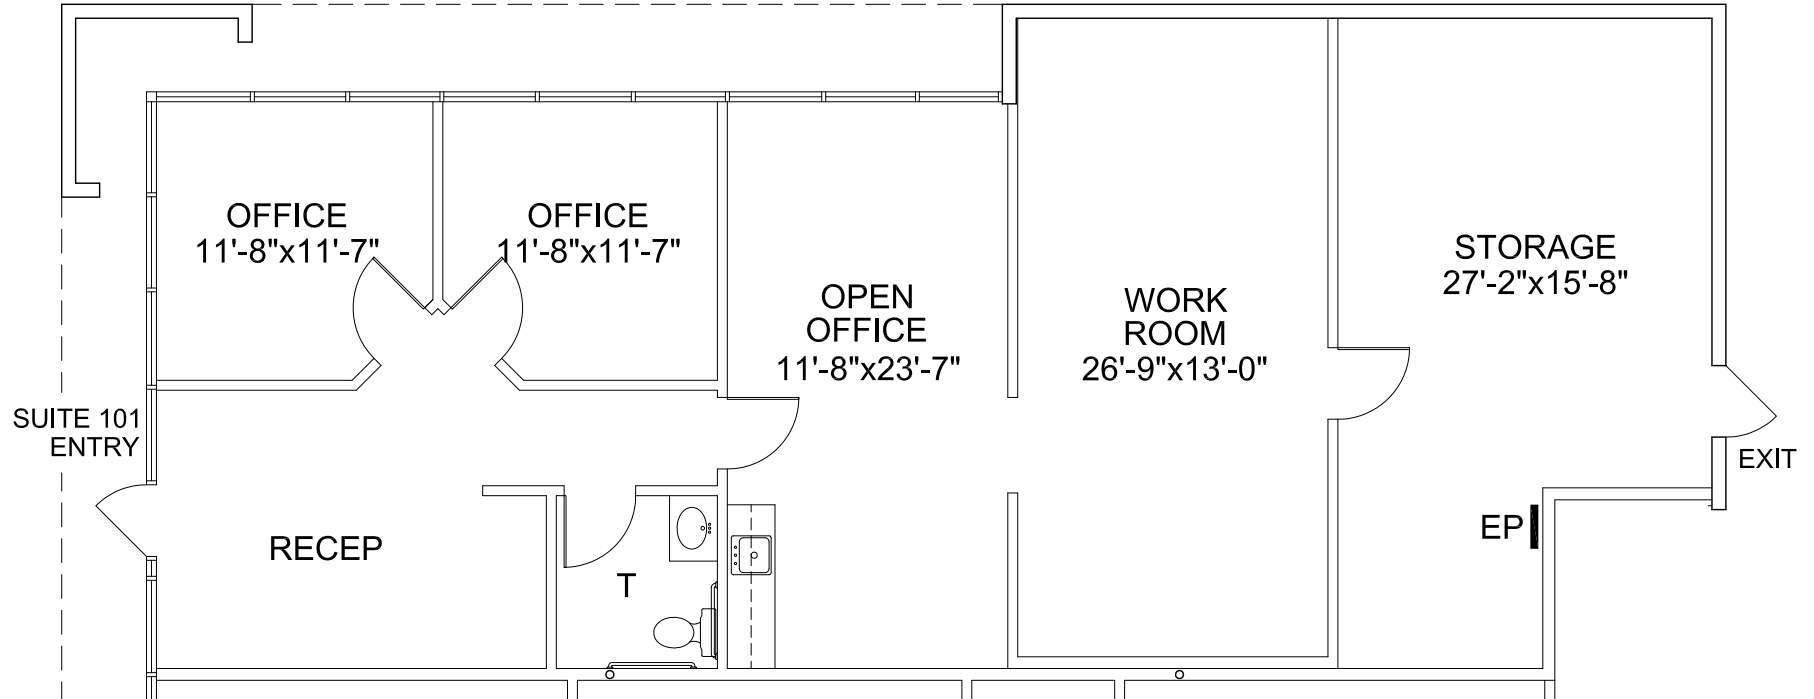 OFFICE
11'-8"x11'-7"
OFFICE
11'-8"x11'-7"
OPEN
OFFICE
11'-8"x23'-7"
WORK
ROOM
26'-9"x13'-0"
STORAGE
27'-2"x15'-8"
SUITE 101
ENTRY
EXIT
RECEP
T
EP